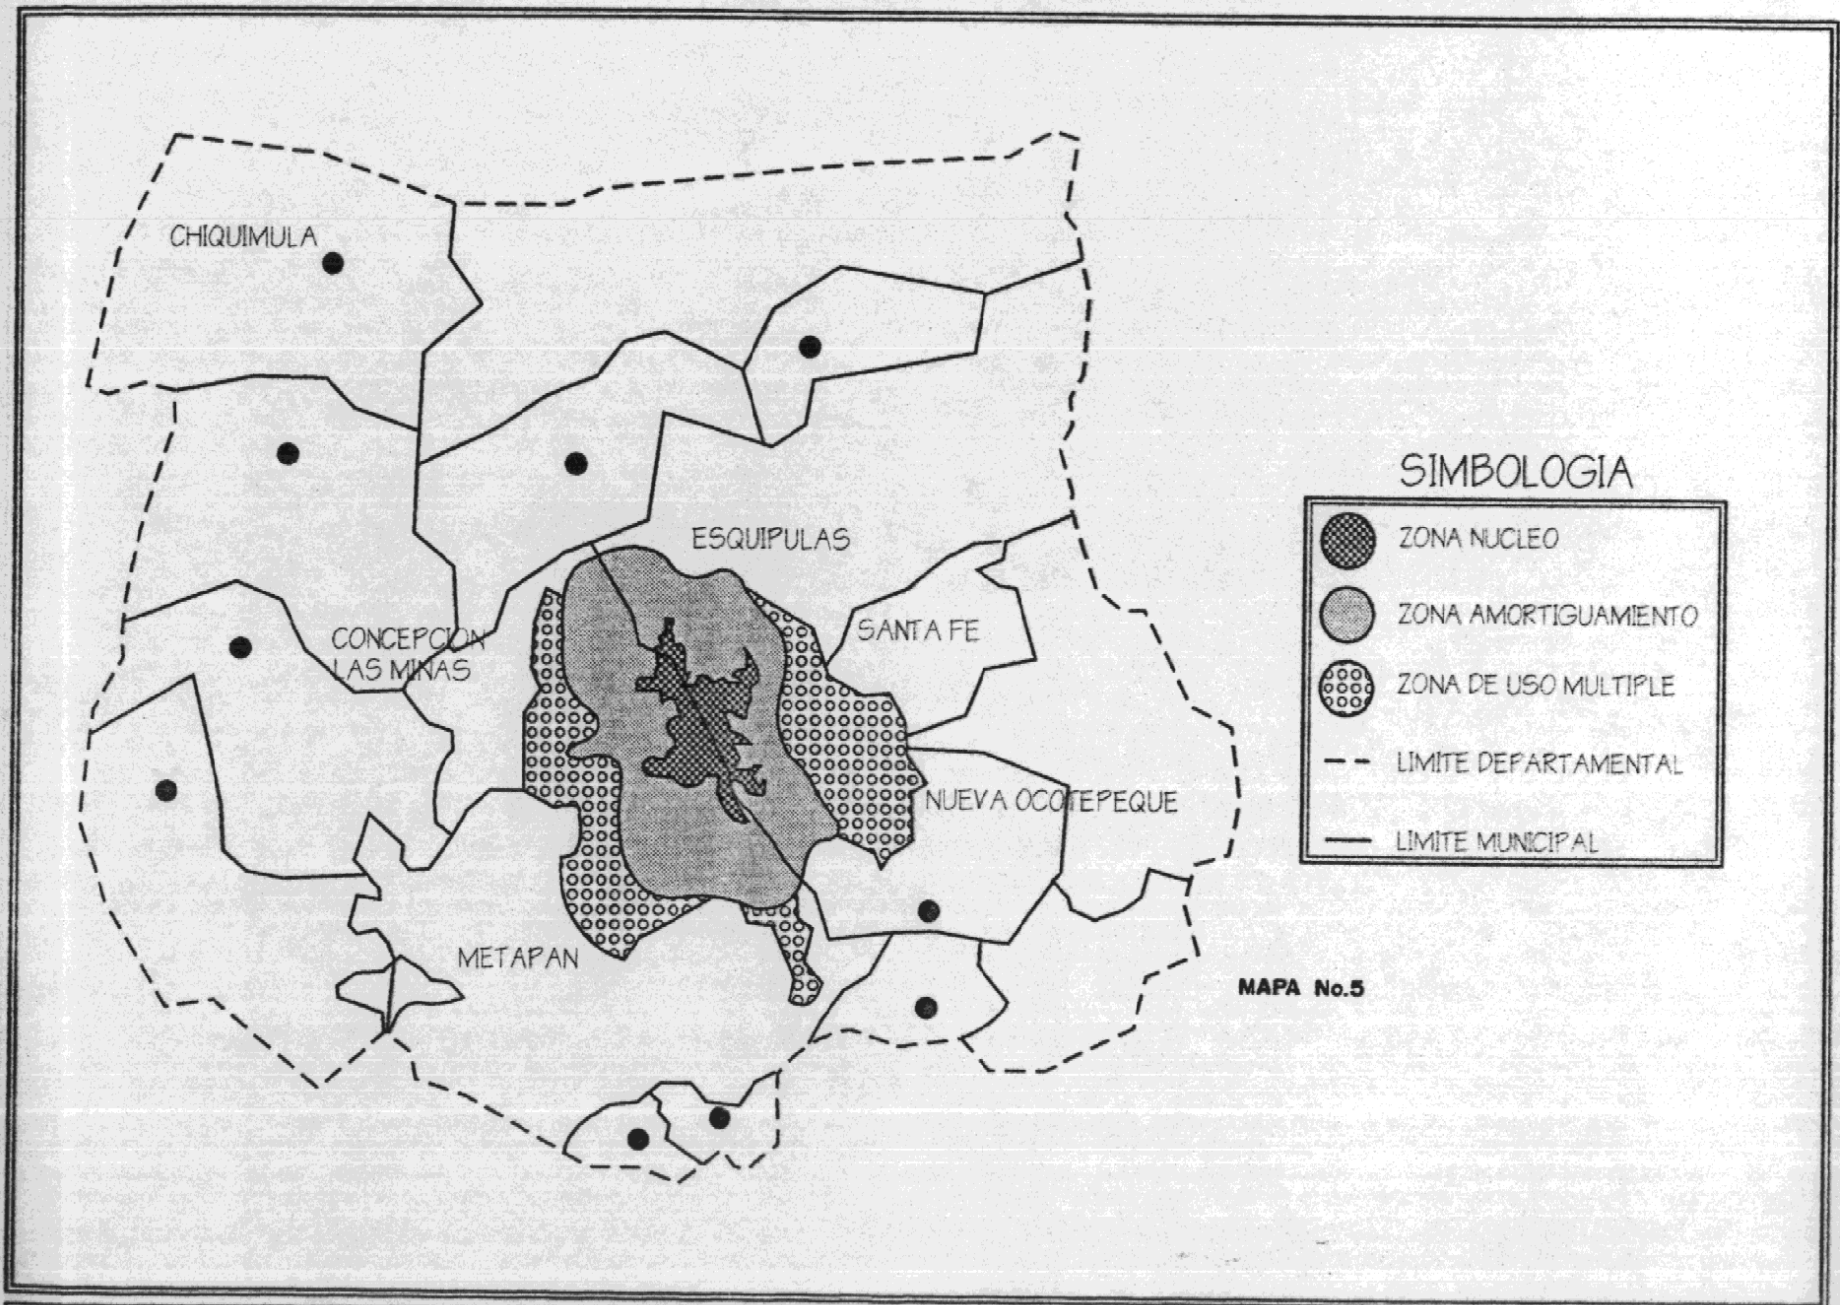 CHIQUIMULA
ESQUIPULAS
CONCEPCION
LAS MINAS
SANTA FE
NUEVA OCOTEPEQUE
METAPAN
SIMBOLOGIA
ZONA NUCLEO
ZONA AMORTIGUAMIENTO
ZONA DE USO MULTIPLE
LIMITE DEPARTAMENTAL
LIMITE MUNICIPAL
MAPA No.5